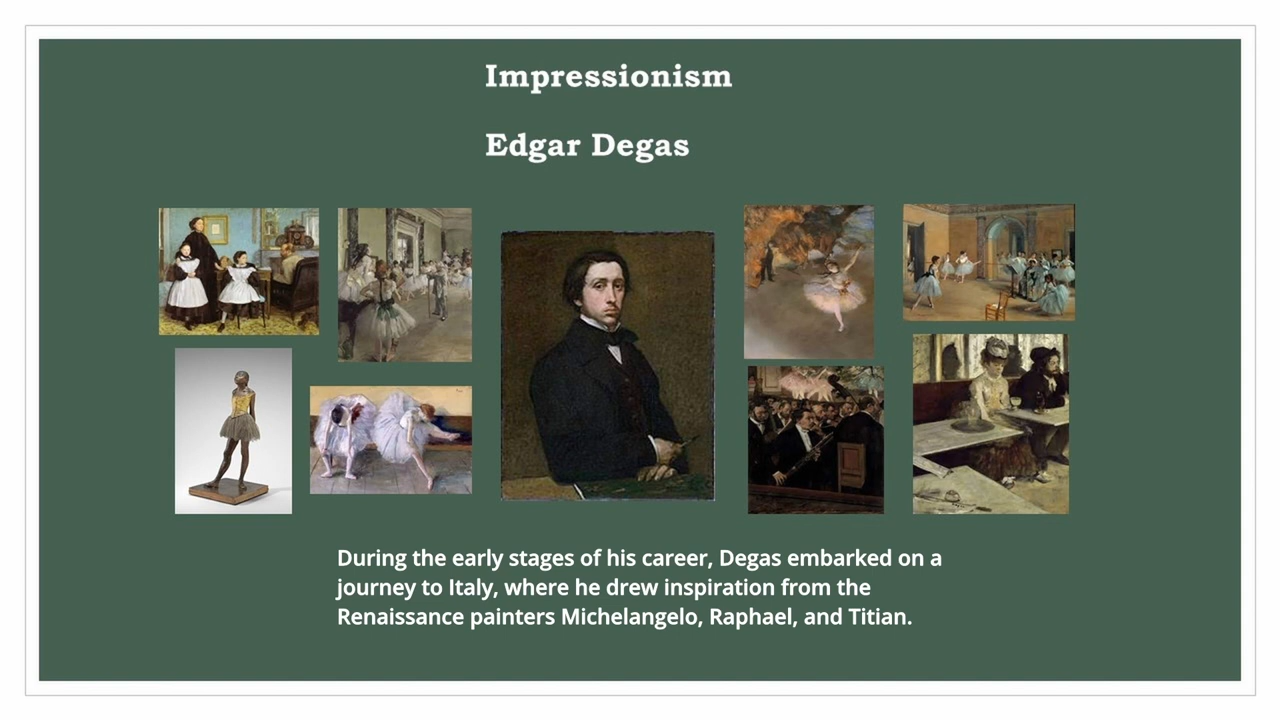 Impressionism
Edgar Degas
During the early stages of his career, Degas embarked on a
journey to Italy, where he drew inspiration from the
Renaissance painters Michelangelo, Raphael, and Titian.